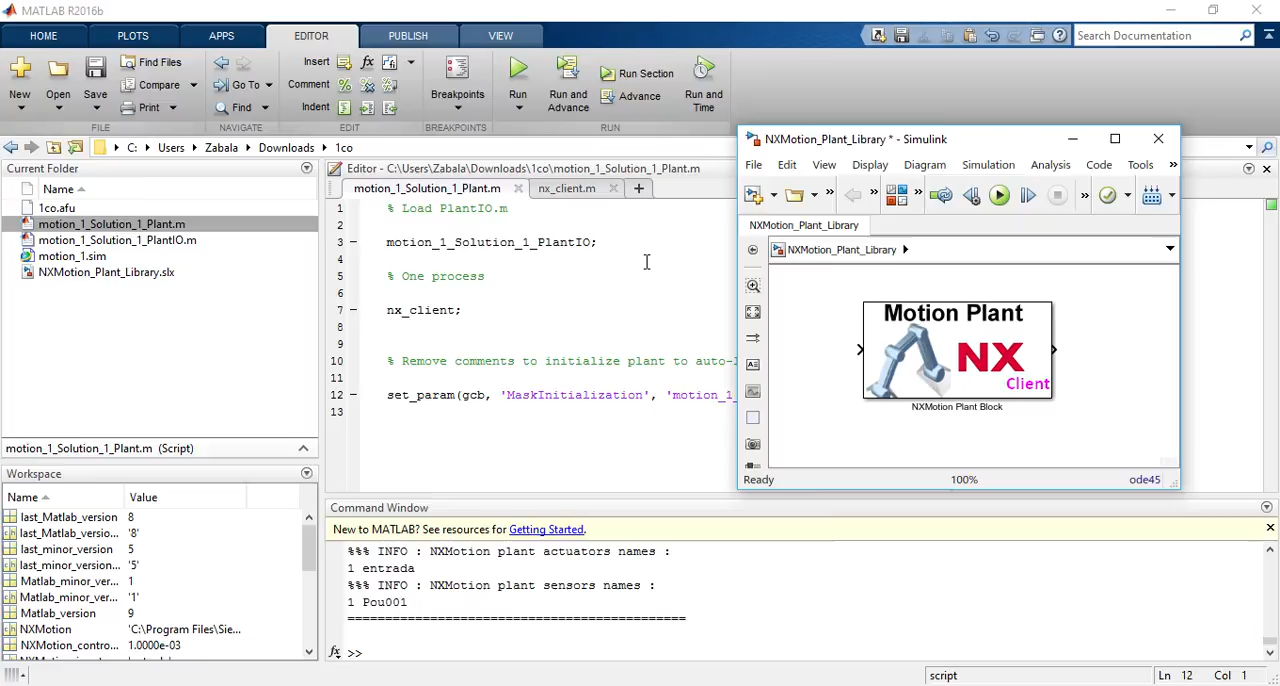 MATLAB R2016b
HOME PLOTS APPS EDITOR PUBLISH VIEW
Search Documentation
New Open Save Find Files Compare Print
FILE
Go To Find
NAVIGATE
Insert fx
Comment
Indent
EDIT
Breakpoints
BREAKPOINTS
Run Run and Advance Run Section Advance Run and Time
RUN
C: Users Zabala Downloads 1co
Current Folder
Name
1co.afu
motion_1_Solution_1_Plant.m
motion_1_Solution_1_PlantIO.m
motion_1.sim
NXMotion_Plant_Library.slx
motion_1_Solution_1_Plant.m (Script)
Workspace
Name Value
last_Matlab_version 8
last_Matlab_versio... '8'
last_minor_version 5
last_minor_version... '5'
Matlab_minor_ver... 1
Matlab_minor_ver... '1'
Matlab_version 9
NXMotion 'C:\Program Files\Sie...
NXMotion_contro... 1.0000e-03
Editor - C:\Users\Zabala\Downloads\1co\motion_1_Solution_1_Plant.m
motion_1_Solution_1_Plant.m nx_client.m
1 % Load PlantIO.m
2
3 motion_1_Solution_1_PlantIO;
4
5 % One process
6
7 nx_client;
8
9
10 % Remove comments to initialize plant to auto-
11
12 set_param(gcb, 'MaskInitialization', 'motion_1_
13
NXMotion_Plant_Library * - Simulink
File Edit View Display Diagram Simulation Analysis Code Tools
NXMotion_Plant_Library
NXMotion_Plant_Library
Motion Plant
NX
Client
NXMotion Plant Block
Ready 100% ode45
Command Window
New to MATLAB? See resources for Getting Started.
%%% INFO : NXMotion plant actuators names :
1 entrada
%%% INFO : NXMotion plant sensors names :
1 Pou001
=============================================
fx >>
script Ln 12 Col 1